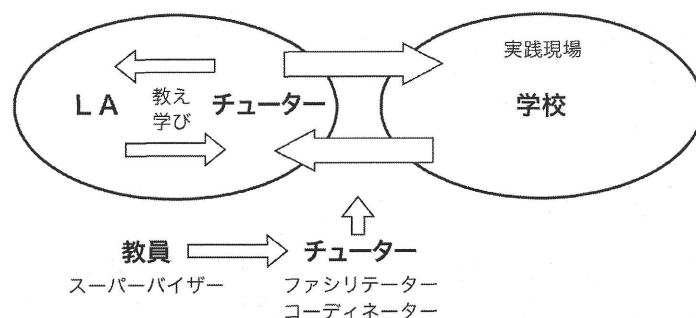 実践現場
LA
教え
学び
チューター
学校
教員
チューター
スーパーバイザー
ファシリテーター
コーディネーター